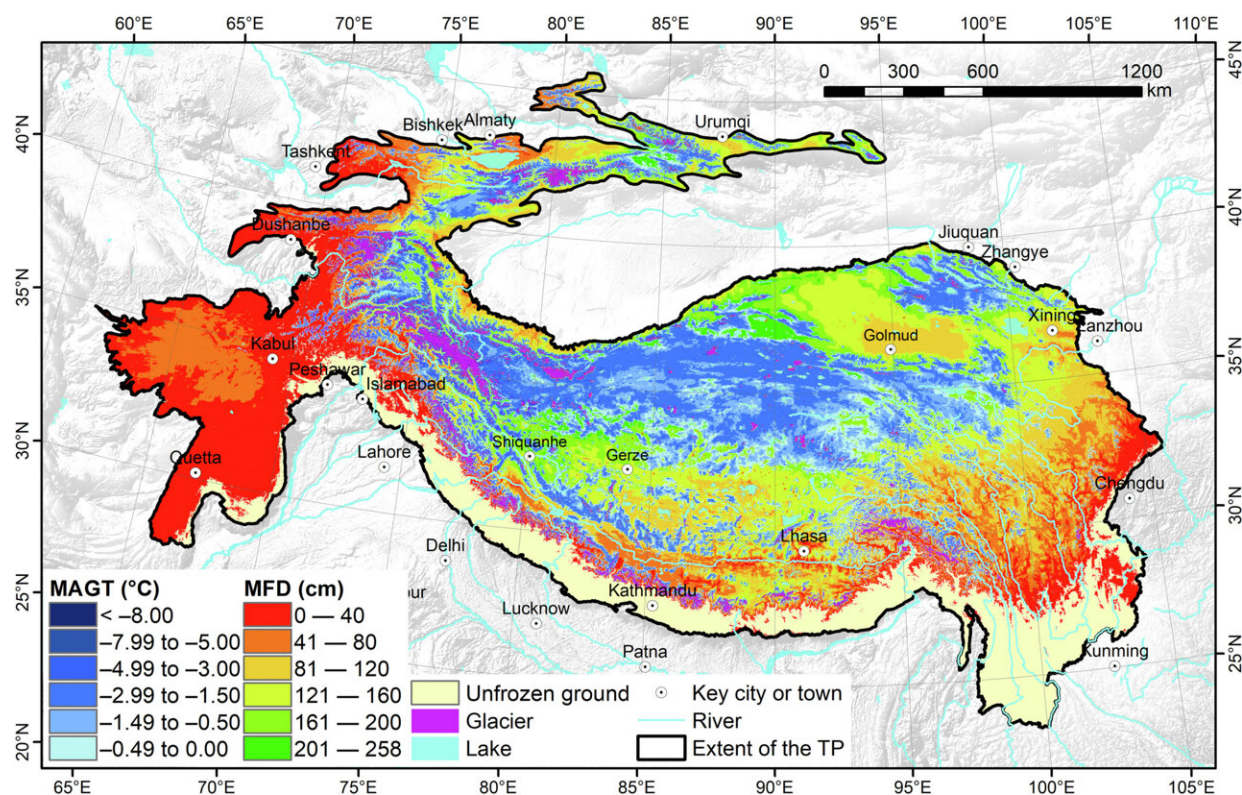 60°E 65°E 70°E 75°E 80°E 85°E 90°E 95°E 100°E 105°E 110°E
45°N
0 300 600 1200
km
Bishkek Almaty Urumqi
40°N
Tashkent
40°N
Dushanbe
Jiuquan
Zhangye
35°N
Xining Lanzhou
Kabul Golmud
35°N
Peshawar
Islamabad
30°N
Lahore Shiquanhe Gerze
Quetta
Chengdu
30°N
Delhi Lhasa
25°N
Kathmandu
Lucknow
Patna Kunming
25°N
20°N
MAGT (°C)
< –8.00
–7.99 to –5.00
–4.99 to –3.00
–2.99 to –1.50
–1.49 to –0.50
–0.49 to 0.00
MFD (cm)
0 — 40
41 — 80
81 — 120
121 — 160
161 — 200
201 — 258
Unfrozen ground
Glacier
Lake
Key city or town
River
Extent of the TP
65°E 70°E 75°E 80°E 85°E 90°E 95°E 100°E 105°E